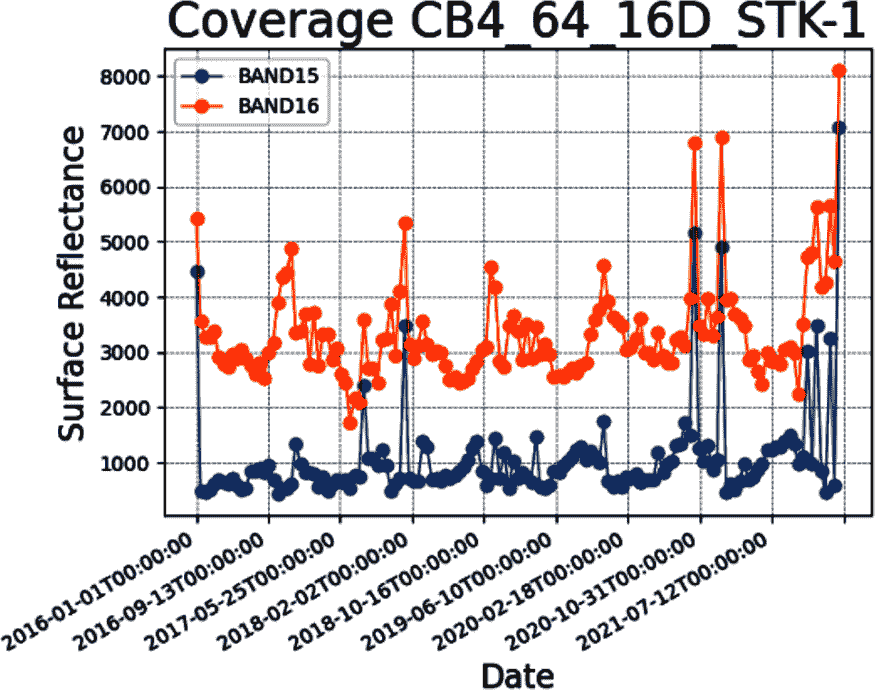 Coverage CB4_64_16D_STK-1
BAND15
BAND16
8000
7000
6000
5000
4000
3000
2000
1000
Surface Reflectance
2016-01-01T00:00:00
2016-09-13T00:00:00
2017-05-25T00:00:00
2018-02-02T00:00:00
2018-10-16T00:00:00
2019-06-10T00:00:00
2020-02-18T00:00:00
2020-10-31T00:00:00
2021-07-12T00:00:00
Date